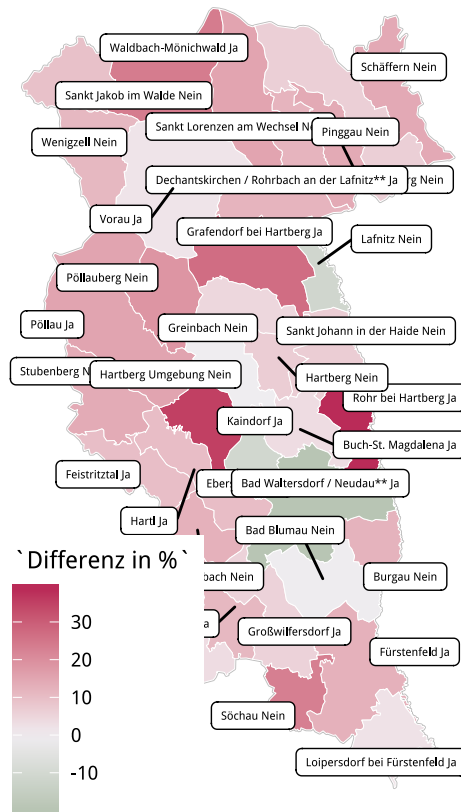 Waldbach-Mönichwald Ja
Schäffern Nein
Sankt Jakob im Walde Nein
Sankt Lorenzen am Wechsel
Pinggau Nein
Wenigzell Nein
Dechantskirchen / Rohrbach an der Lafnitz** Ja
Nein
Vorau Ja
Grafendorf bei Hartberg Ja
Lafnitz Nein
Pöllauberg Nein
Pöllau Ja
Greinbach Nein
Sankt Johann in der Haide Nein
Stubenberg
Hartberg Umgebung Nein
Hartberg Nein
Rohr bei Hartberg Ja
Kaindorf Ja
Buch-St. Magdalena Ja
Feistritztal Ja
Bad Waltersdorf / Neudau** Ja
Hartl Ja
Bad Blumau Nein
`Differenz in %`
Nein
Burgau Nein
Großwilfersdorf Ja
Fürstenfeld Ja
Söchau Nein
Loipersdorf bei Fürstenfeld Ja
30
20
10
0
-10